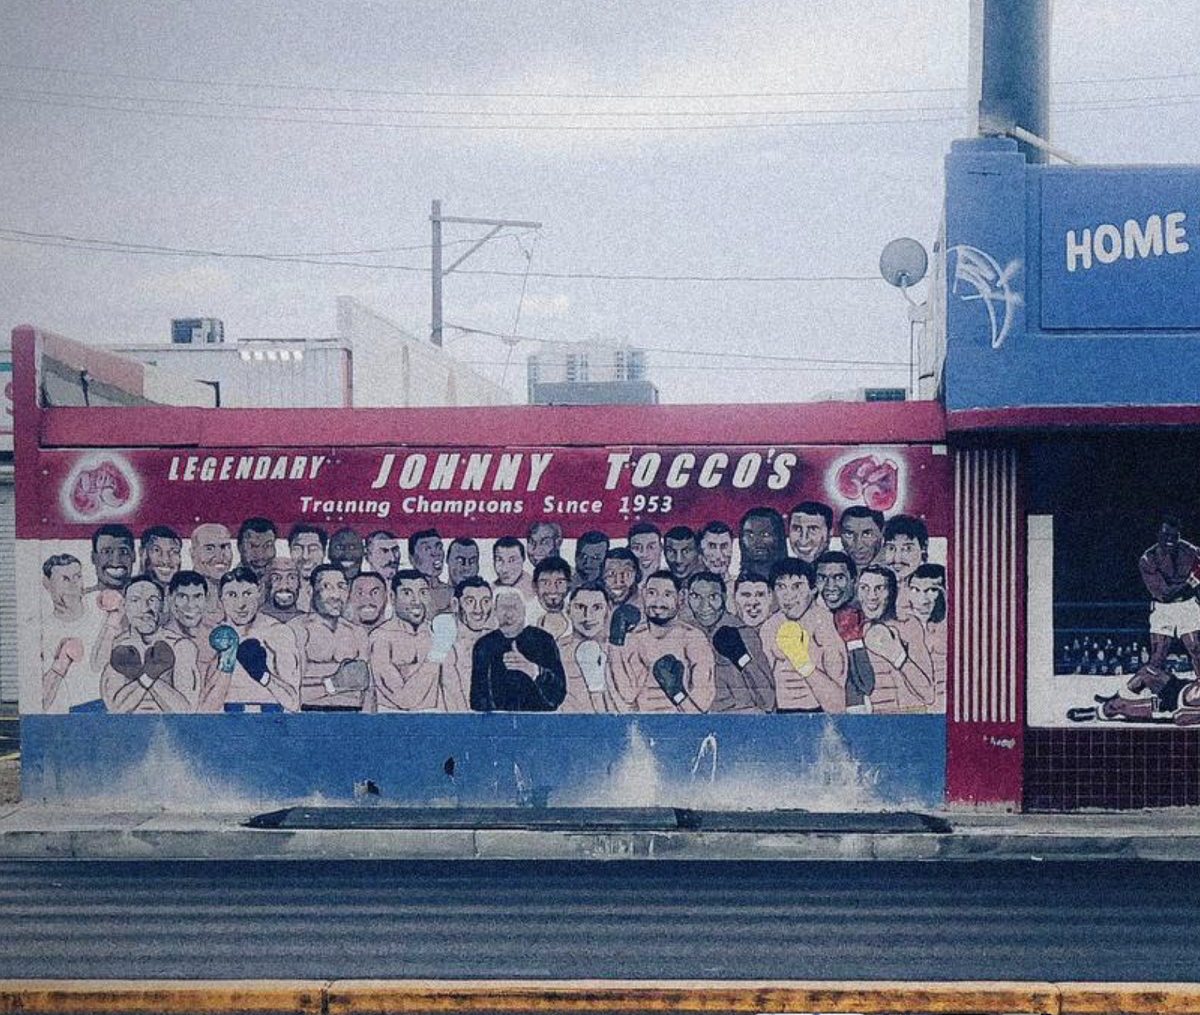 LEGENDARY JOHNNY TOCCO'S
Training Champions Since 1953
HOME